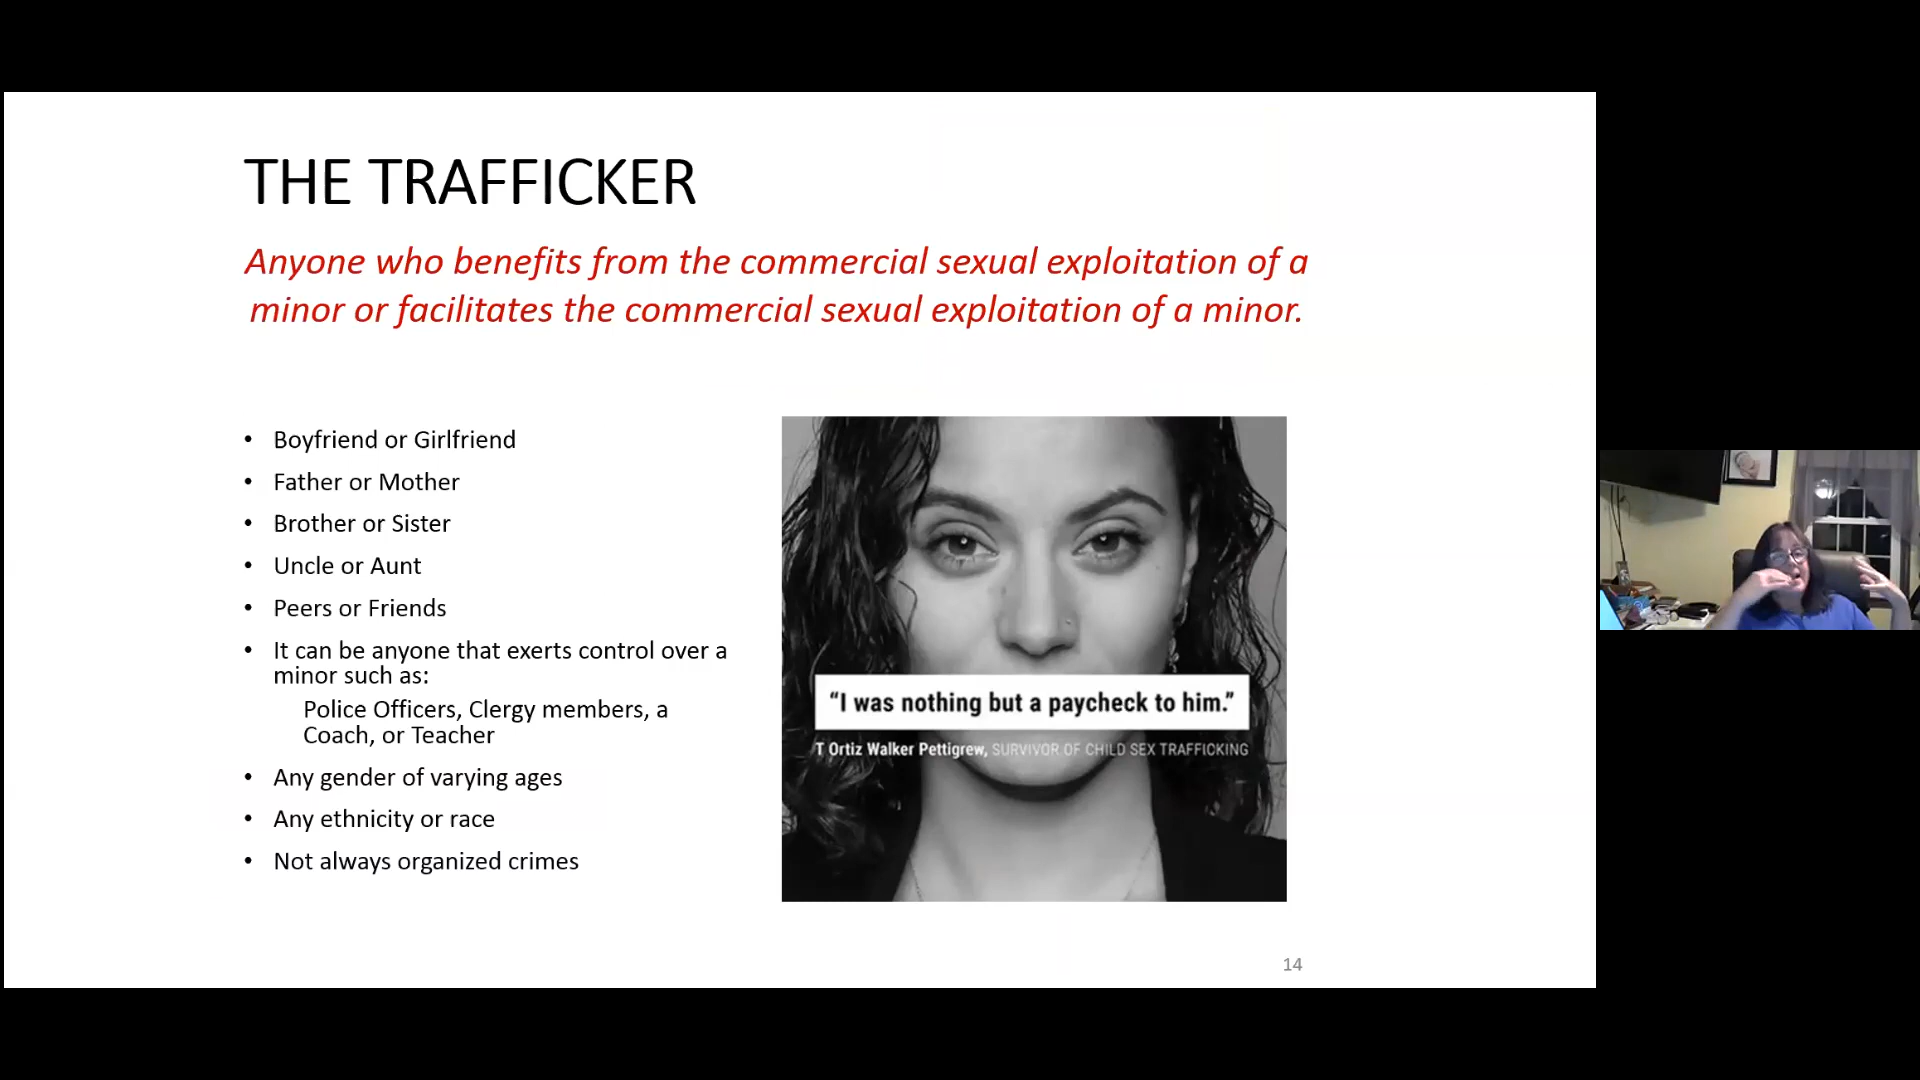 THE TRAFFICKER
Anyone who benefits from the commercial sexual exploitation of a
minor or facilitates the commercial sexual exploitation of a minor.
• Boyfriend or Girlfriend
• Father or Mother
• Brother or Sister
• Uncle or Aunt
• Peers or Friends
• It can be anyone that exerts control over a
minor such as:
Police Officers, Clergy members, a
Coach, or Teacher
• Any gender of varying ages
• Any ethnicity or race
• Not always organized crimes
“I was nothing but a paycheck to him.”
T Ortiz Walker Pettigrew, SURVIVOR OF CHILD SEX TRAFFICKING
14